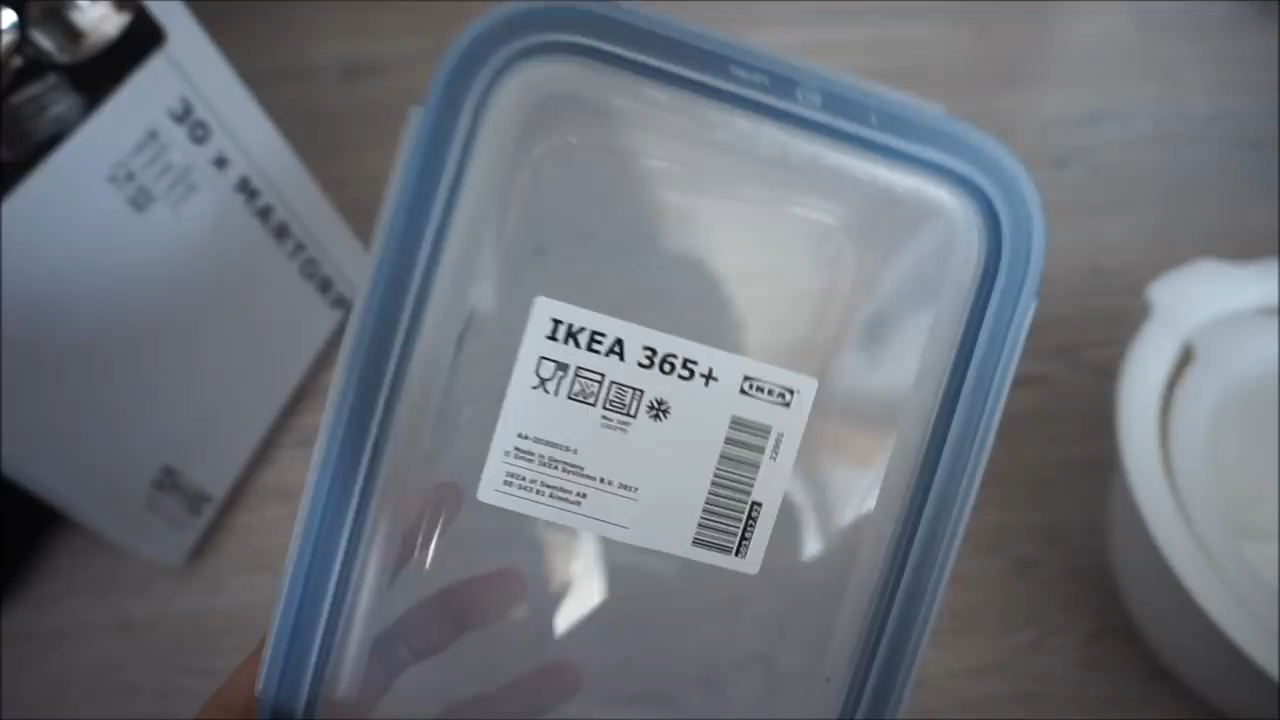 30 x MARTORP
IKEA 365+
IKEA
Made in Germany
© Inter IKEA Systems B.V. 2017
IKEA of Sweden AB
SE-343 81 Älmhult
22901